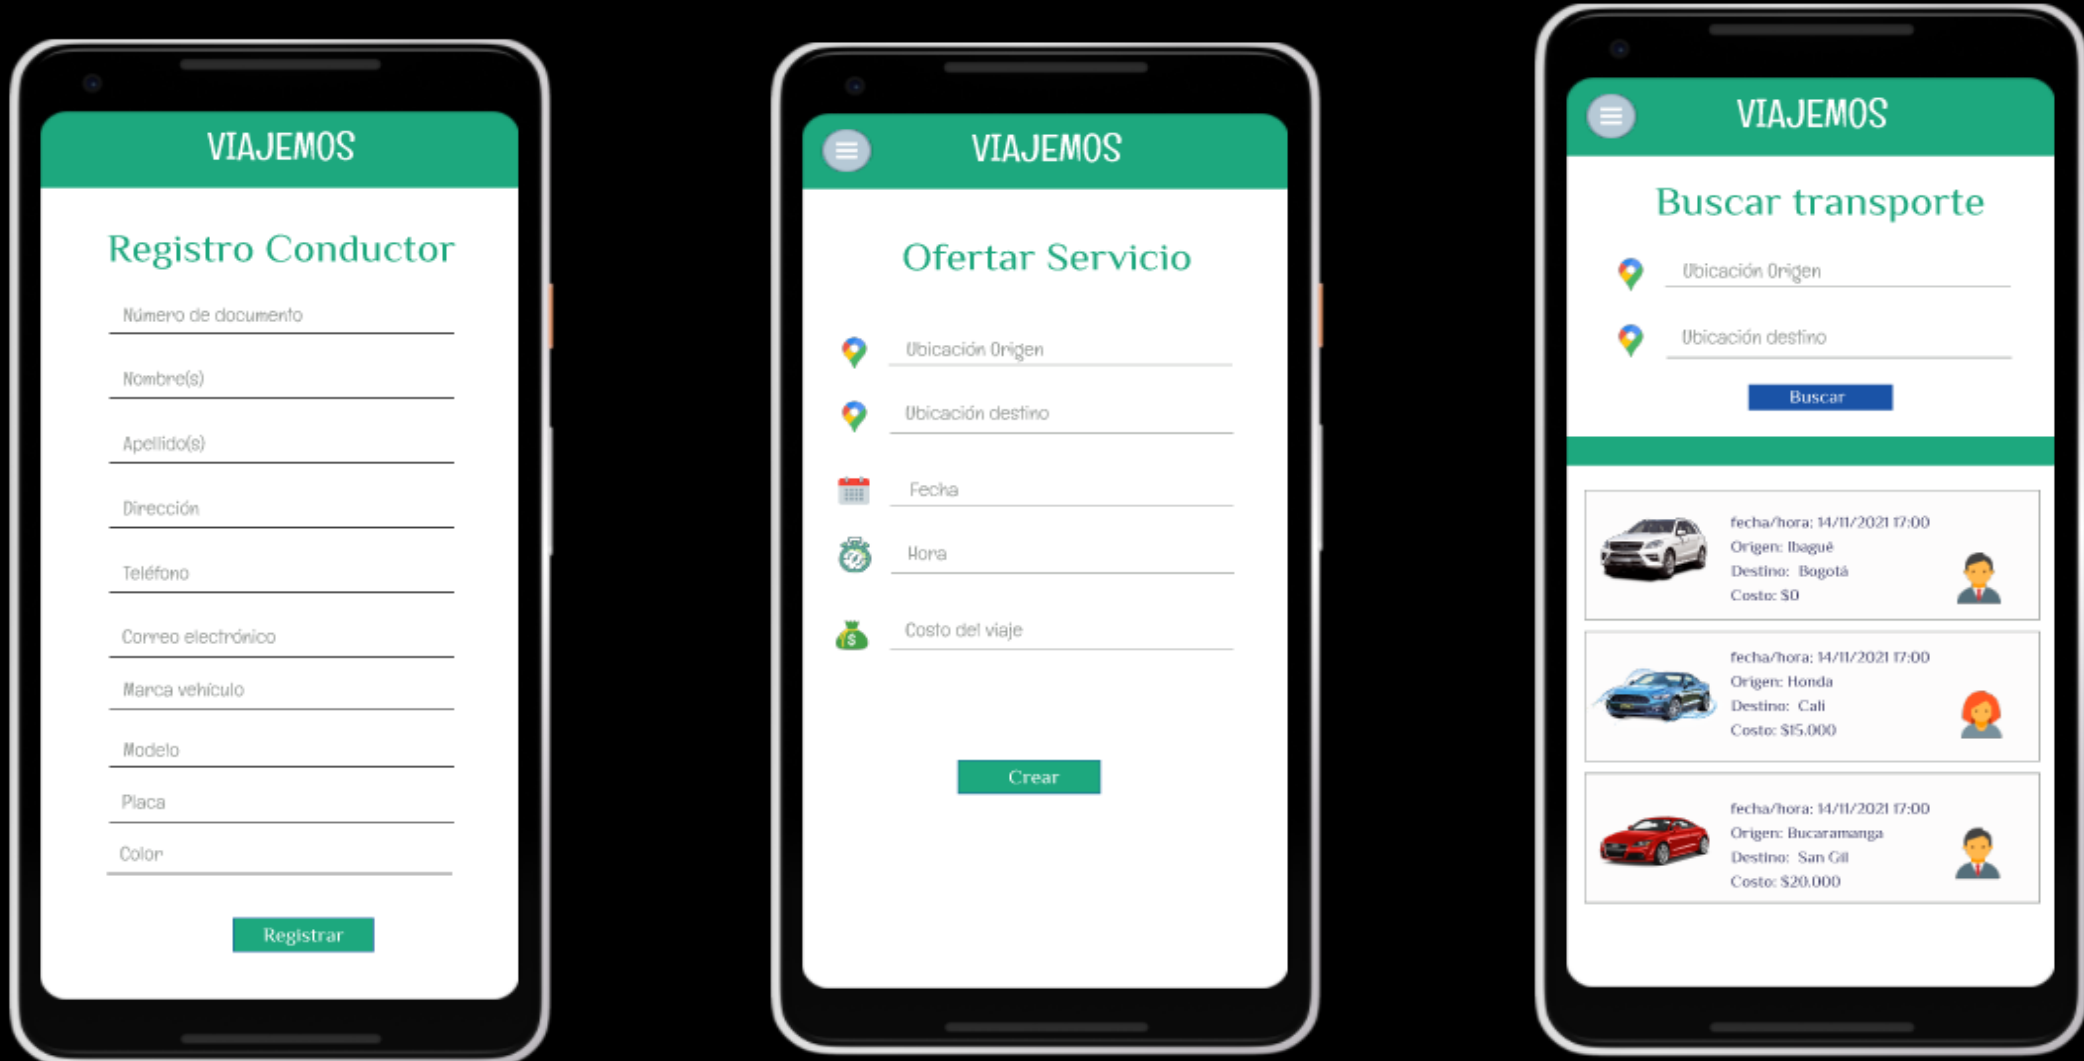 VIAJEMOS
Registro Conductor
Número de documento
Nombre(s)
Apellido(s)
Dirección
Teléfono
Correo electrónico
Marca vehículo
Modelo
Placa
Color
Registrar
VIAJEMOS
Ofertar Servicio
Ubicación Origen
Ubicación destino
Fecha
Hora
Costo del viaje
Crear
VIAJEMOS
Buscar transporte
Ubicación Origen
Ubicación destino
Buscar
fecha/hora: 14/11/2021 17:00
Origen: Ibagué
Destino: Bogotá
Costo: $0
fecha/hora: 14/11/2021 17:00
Origen: Honda
Destino: Cali
Costo: $15.000
fecha/hora: 14/11/2021 17:00
Origen: Bucaramanga
Destino: San Gil
Costo: $20.000